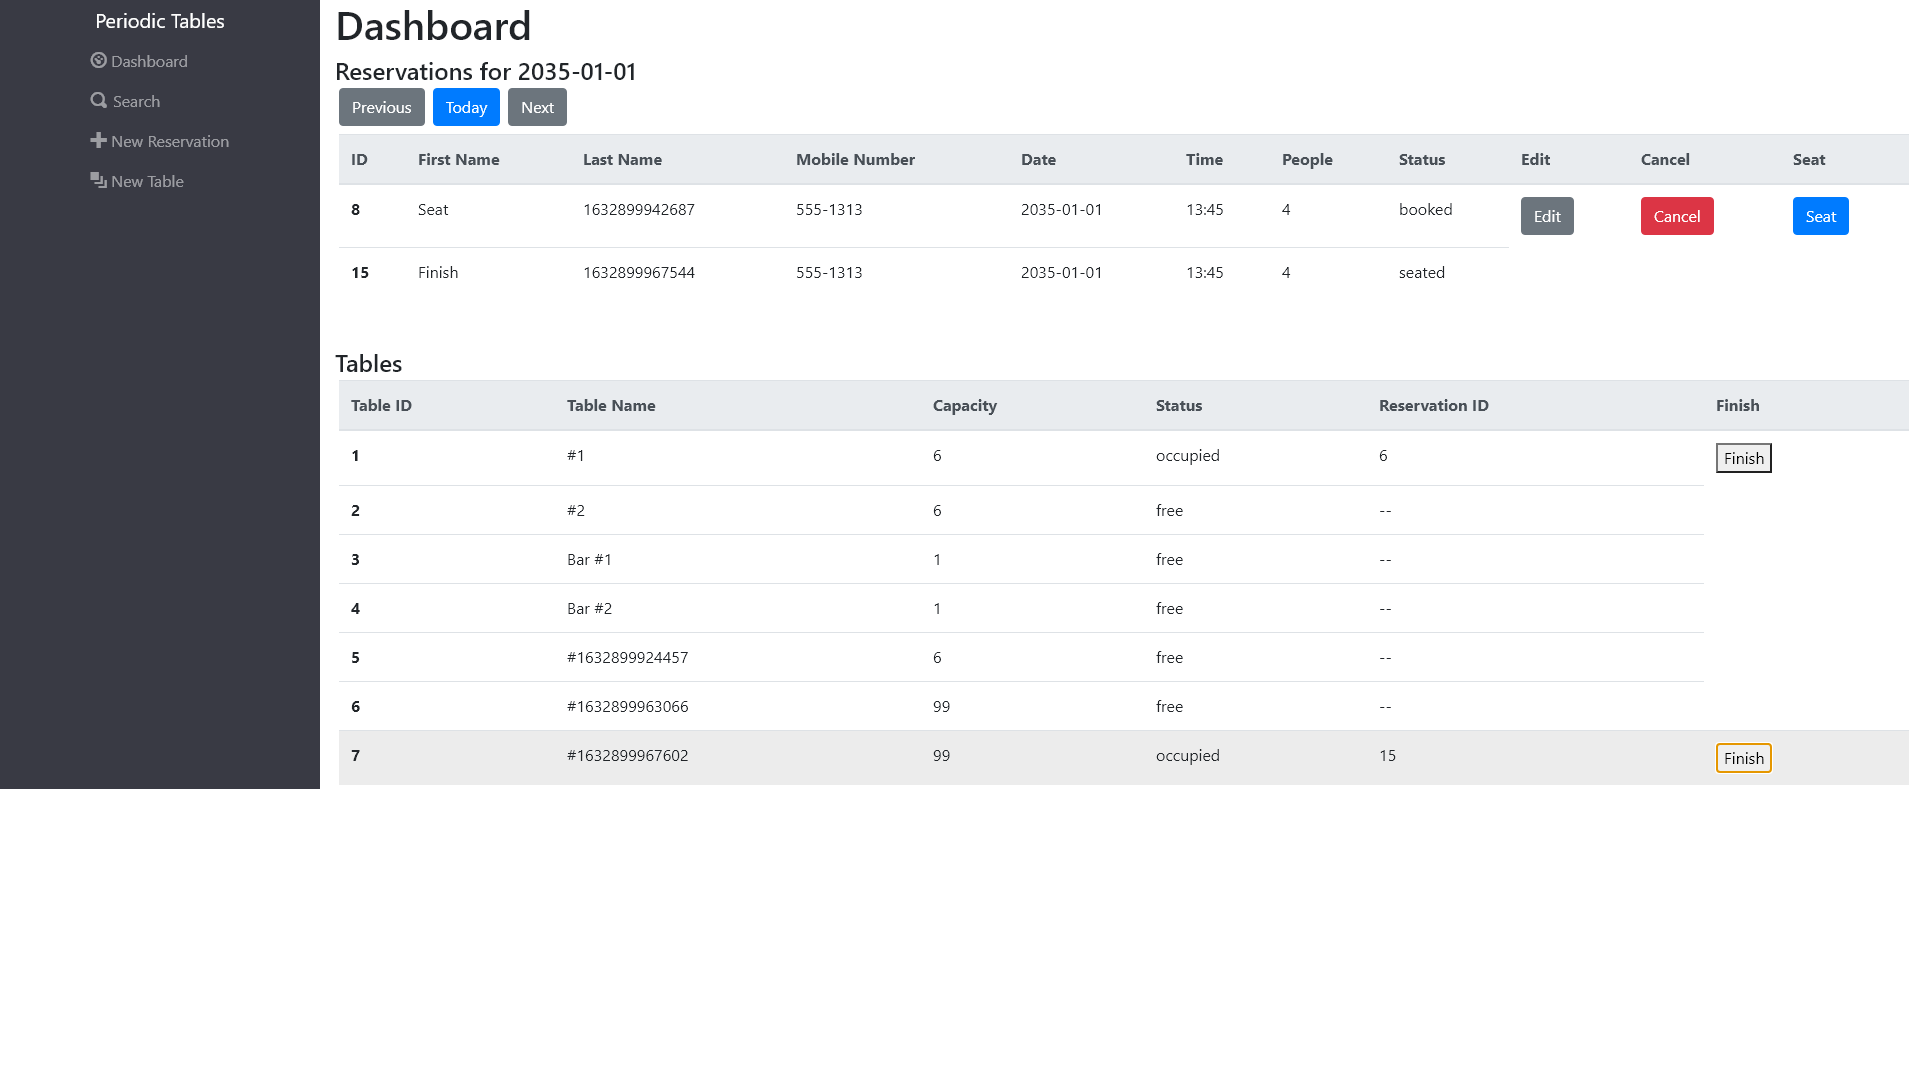 Periodic Tables
Dashboard
Search
New Reservation
New Table
Dashboard
Reservations for 2035-01-01
Previous Today Next
ID First Name Last Name Mobile Number Date Time People Status Edit Cancel Seat
8 Seat 1632899942687 555-1313 2035-01-01 13:45 4 booked Edit Cancel Seat
15 Finish 1632899967544 555-1313 2035-01-01 13:45 4 seated
Tables
Table ID Table Name Capacity Status Reservation ID Finish
1 #1 6 occupied 6 Finish
2 #2 6 free --
3 Bar #1 1 free --
4 Bar #2 1 free --
5 #1632899924457 6 free --
6 #1632899963066 99 free --
7 #1632899967602 99 occupied 15 Finish